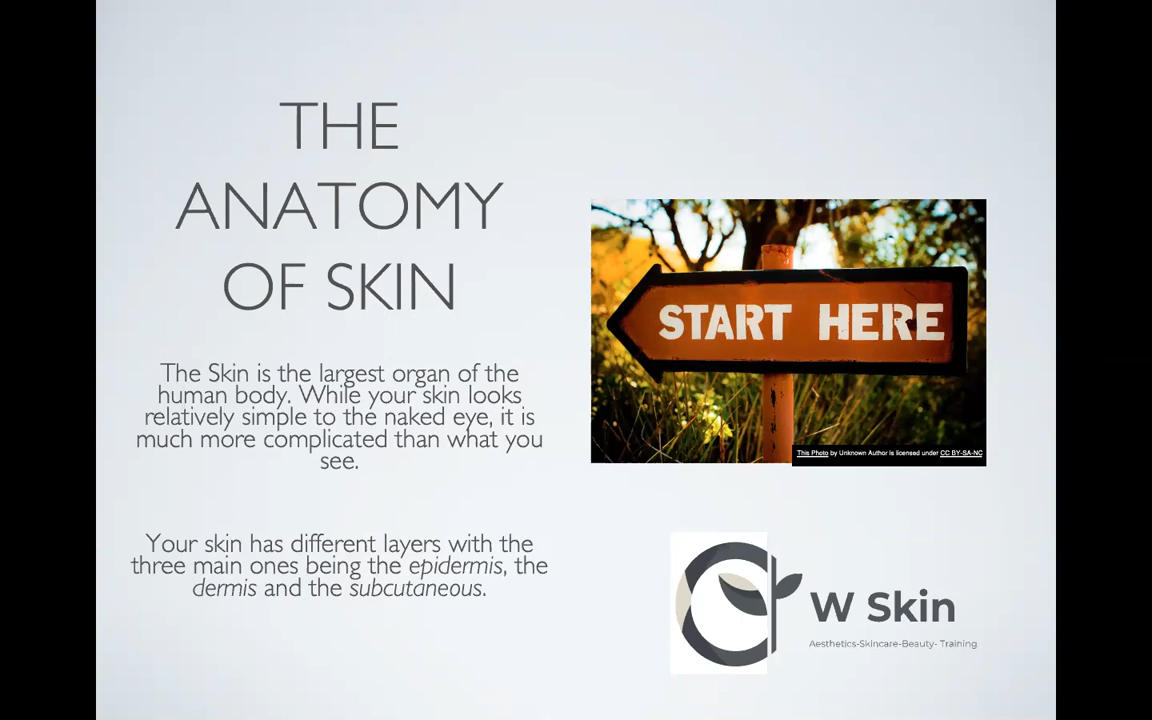 THE
ANATOMY
OF SKIN
The Skin is the largest organ of the
human body. While your skin looks
relatively simple to the naked eye, it is
much more complicated than what you
see.
Your skin has different layers with the
three main ones being the epidermis, the
dermis and the subcutaneous.
START HERE
This Photo by Unknown Author is licensed under CC BY-SA-NC
W Skin
Aesthetics-Skincare-Beauty- Training